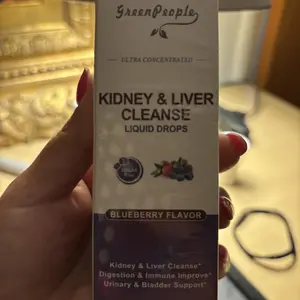 greenPeople
ULTRA CONCENTRATED
KIDNEY & LIVER
CLEANSE
LIQUID DROPS
BLUEBERRY FLAVOR
Kidney & Liver Cleanse*
Digestion & Immune Improve*
Urinary & Bladder Support*